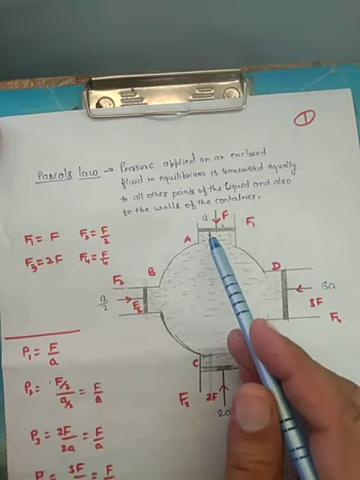 1
Pascals law → Pressure applied on an enclosed
fluid in equilibrium is transmitted equally
to all other points of the liquid and also
to the walls of the container.
F₁ = F F₂ = F/2
F₃ = 2F F₄ = F/4
a F F₁
A
B
D
F₂
a/2
3a
3F
F₄
C
F₃ 2F
2a
P₁ = F/a
P₂ = F/2 / a/2 = F/a
P₃ = 2F/2a = F/a
P = 3F = F